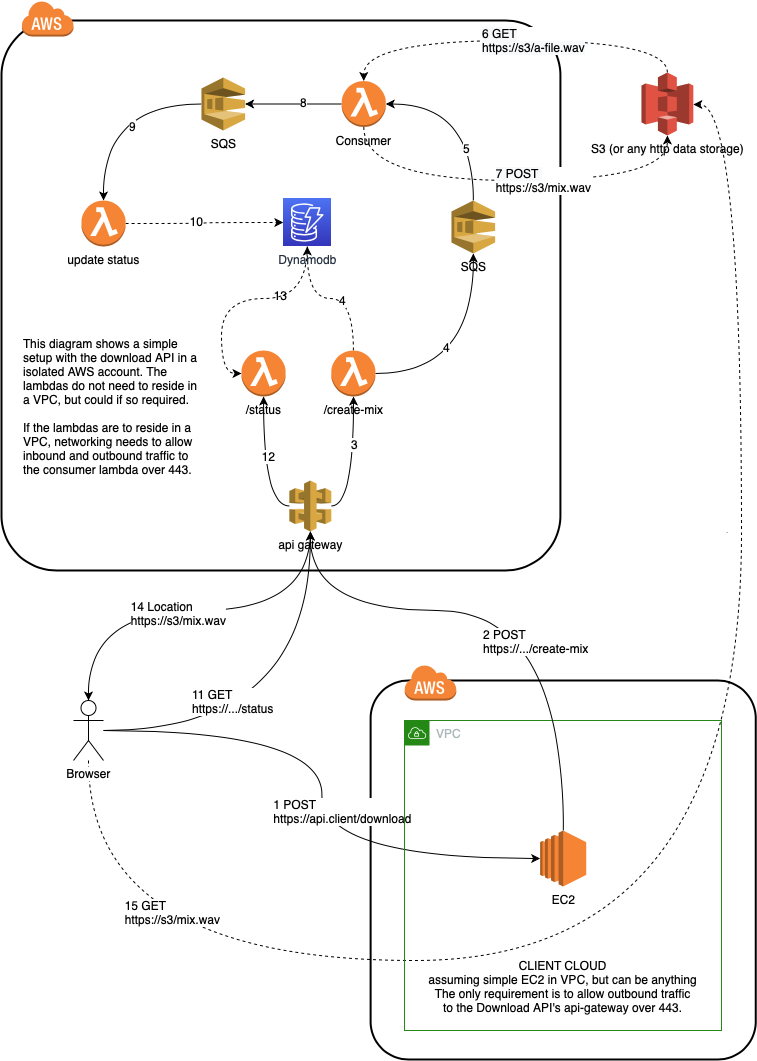 AWS
6 GET
https://s3/a-file.wav
8
Consumer
SQS
9
5
S3 (or any http data storage)
7 POST
https://s3/mix.wav
10
update status
Dynamodb
SQS
13
4
4
This diagram shows a simple
setup with the download API in a
isolated AWS account. The
lambdas do not need to reside in
a VPC, but could if so required.
If the lambdas are to reside in a
VPC, networking needs to allow
inbound and outbound traffic to
the consumer lambda over 443.
/status
/create-mix
12
3
api gateway
14 Location
https://s3/mix.wav
2 POST
https://.../create-mix
11 GET
https://.../status
AWS
VPC
Browser
1 POST
https://api.client/download
EC2
15 GET
https://s3/mix.wav
CLIENT CLOUD
assuming simple EC2 in VPC, but can be anything
The only requirement is to allow outbound traffic
to the Download API's api-gateway over 443.